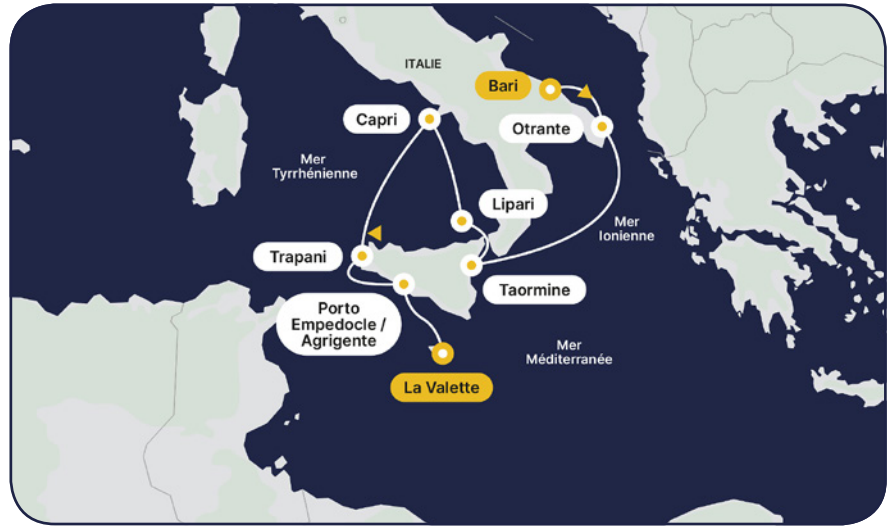 ITALIE
Bari
Capri
Otrante
Mer
Tyrrhénienne
Lipari
Mer
Ionienne
Trapani
Taormine
Porto
Empedocle /
Agrigente
Mer
Méditerranée
La Valette